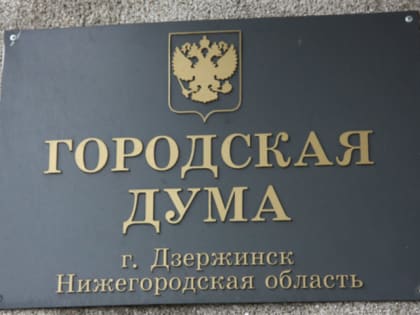 ГОРОДСКАЯ
ДУМА
г. Дзержинск
Нижегородская область